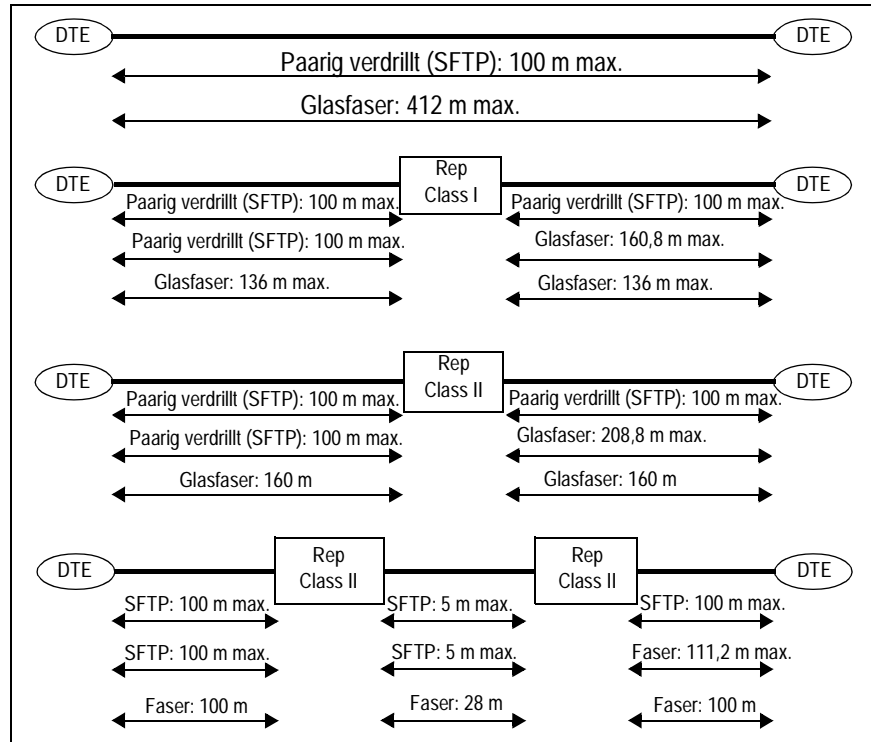 DTE DTE
Paarig verdrillt (SFTP): 100 m max.
Glasfaser: 412 m max.
Rep
Class I
DTE DTE
Paarig verdrillt (SFTP): 100 m max. Paarig verdrillt (SFTP): 100 m max.
Paarig verdrillt (SFTP): 100 m max. Glasfaser: 160,8 m max.
Glasfaser: 136 m max. Glasfaser: 136 m max.
Rep
Class II
DTE DTE
Paarig verdrillt (SFTP): 100 m max. Paarig verdrillt (SFTP): 100 m max.
Paarig verdrillt (SFTP): 100 m max. Glasfaser: 208,8 m max.
Glasfaser: 160 m Glasfaser: 160 m
Rep Rep
Class II Class II
DTE DTE
SFTP: 100 m max. SFTP: 5 m max. SFTP: 100 m max.
SFTP: 100 m max. SFTP: 5 m max. Faser: 111,2 m max.
Faser: 100 m Faser: 28 m Faser: 100 m